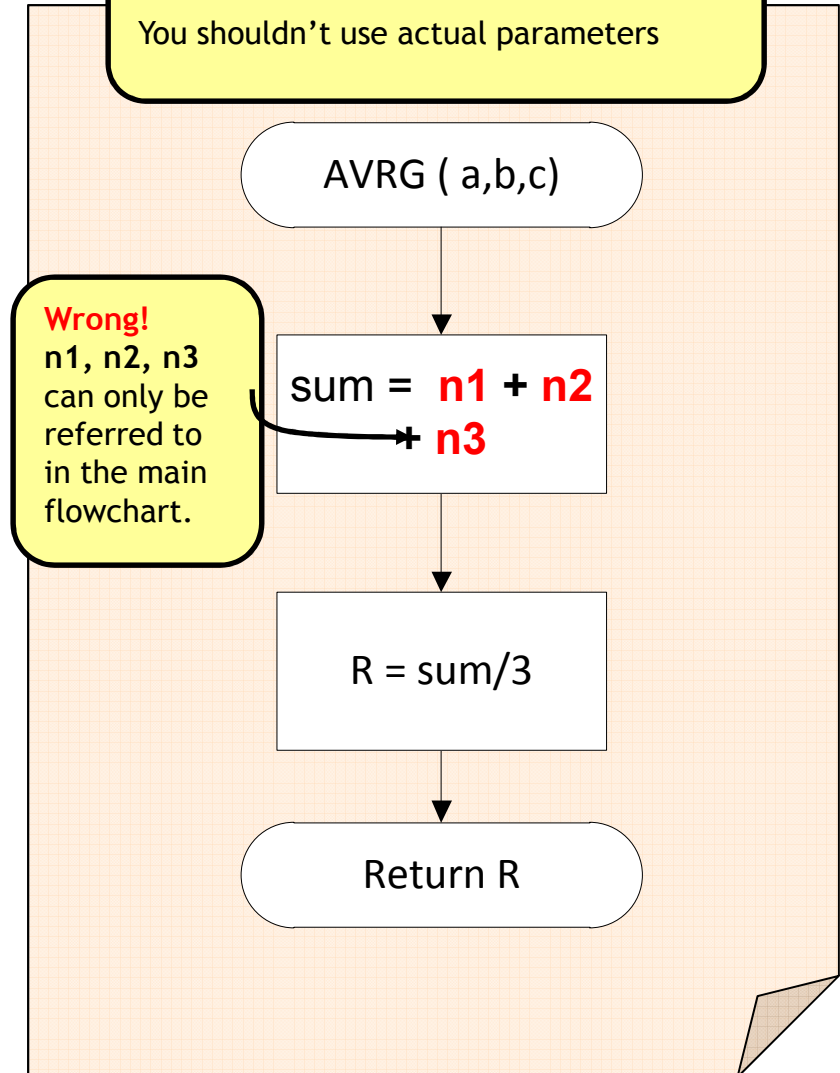 You shouldn’t use actual parameters
AVRG ( a,b,c)
Wrong!
n1, n2, n3
can only be
referred to
in the main
flowchart.
sum = n1 + n2
+ n3
R = sum/3
Return R